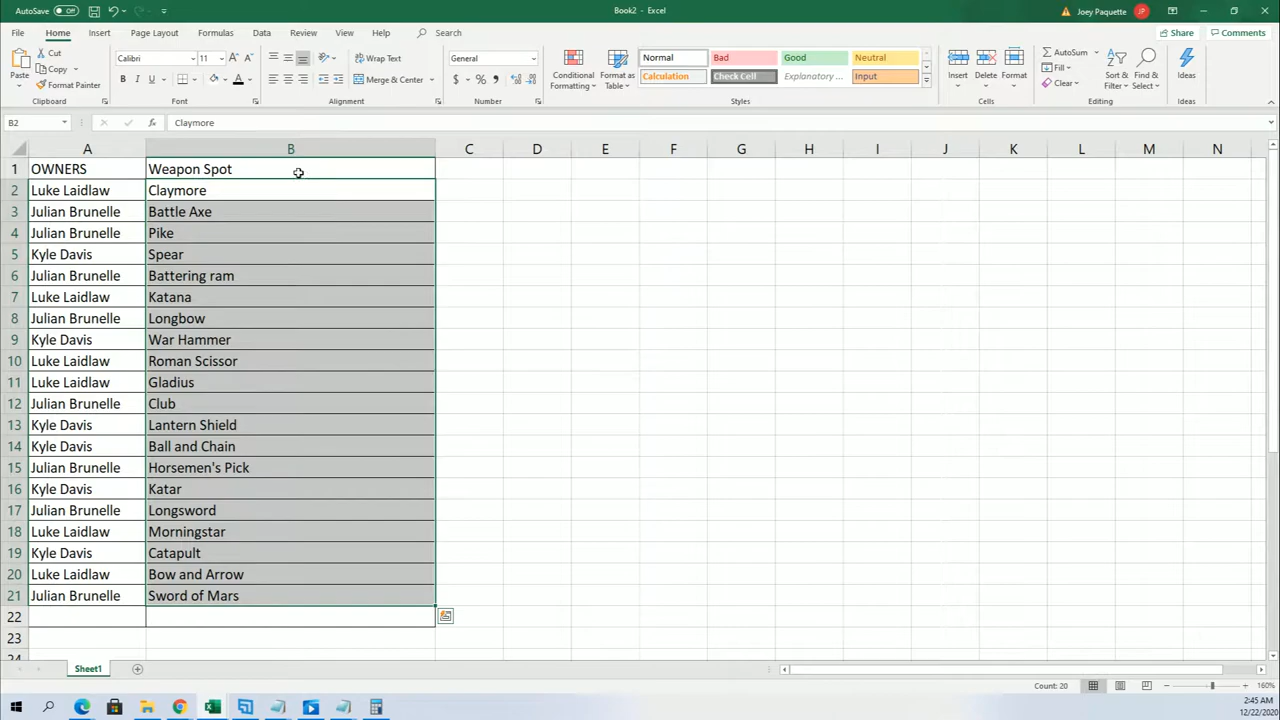 AutoSave Off
Book2 - Excel
Joey Paquette JP
File Home Insert Page Layout Formulas Data Review View Help Search
Share Comments
Paste
Cut
Copy
Format Painter
Clipboard
Calibri 11
B I U
Font
Wrap Text
Merge & Center
Alignment
General
$ % 9
Number
Conditional Formatting
Format as Table
Normal Bad Good Neutral
Calculation Check Cell Explanatory ... Input
Styles
Insert Delete Format
Cells
AutoSum
Fill
Clear
Sort & Filter
Find & Select
Editing
Ideas
Ideas
B2 fx Claymore
A B C D E F G H I J K L M N
1 OWNERS Weapon Spot
2 Luke Laidlaw Claymore
3 Julian Brunelle Battle Axe
4 Julian Brunelle Pike
5 Kyle Davis Spear
6 Julian Brunelle Battering ram
7 Luke Laidlaw Katana
8 Julian Brunelle Longbow
9 Kyle Davis War Hammer
10 Luke Laidlaw Roman Scissor
11 Luke Laidlaw Gladius
12 Julian Brunelle Club
13 Kyle Davis Lantern Shield
14 Kyle Davis Ball and Chain
15 Julian Brunelle Horsemen's Pick
16 Kyle Davis Katar
17 Julian Brunelle Longsword
18 Luke Laidlaw Morningstar
19 Kyle Davis Catapult
20 Luke Laidlaw Bow and Arrow
21 Julian Brunelle Sword of Mars
22
23
24
Sheet1
Count: 20
160%
2:45 AM
12/22/2020